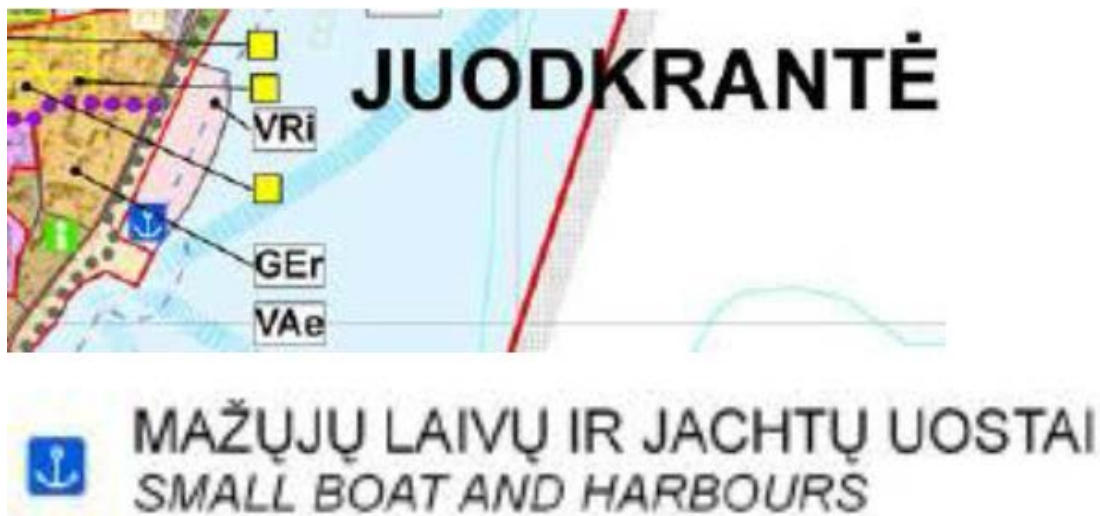 JUODKRANTĖ
VRi
GEr
VAe
MAŽŲJŲ LAIVŲ IR JACHTŲ UOSTAI
SMALL BOAT AND HARBOURS